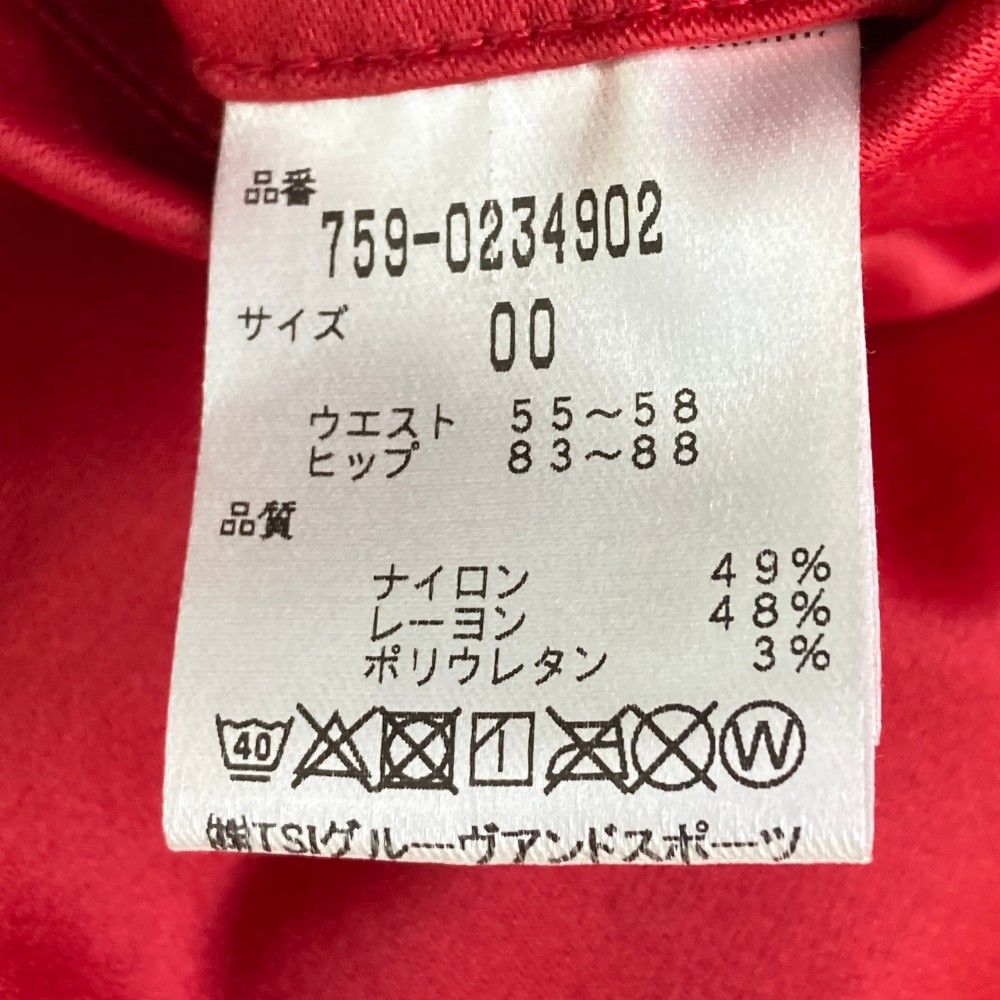 品番
759-0234902
サイズ 00
ウエスト 55～58
ヒップ 83～88
品質
ナイロン 49%
レーヨン 48%
ポリウレタン 3%
40 W
㈱TSIグルーヴアンドスポーツ